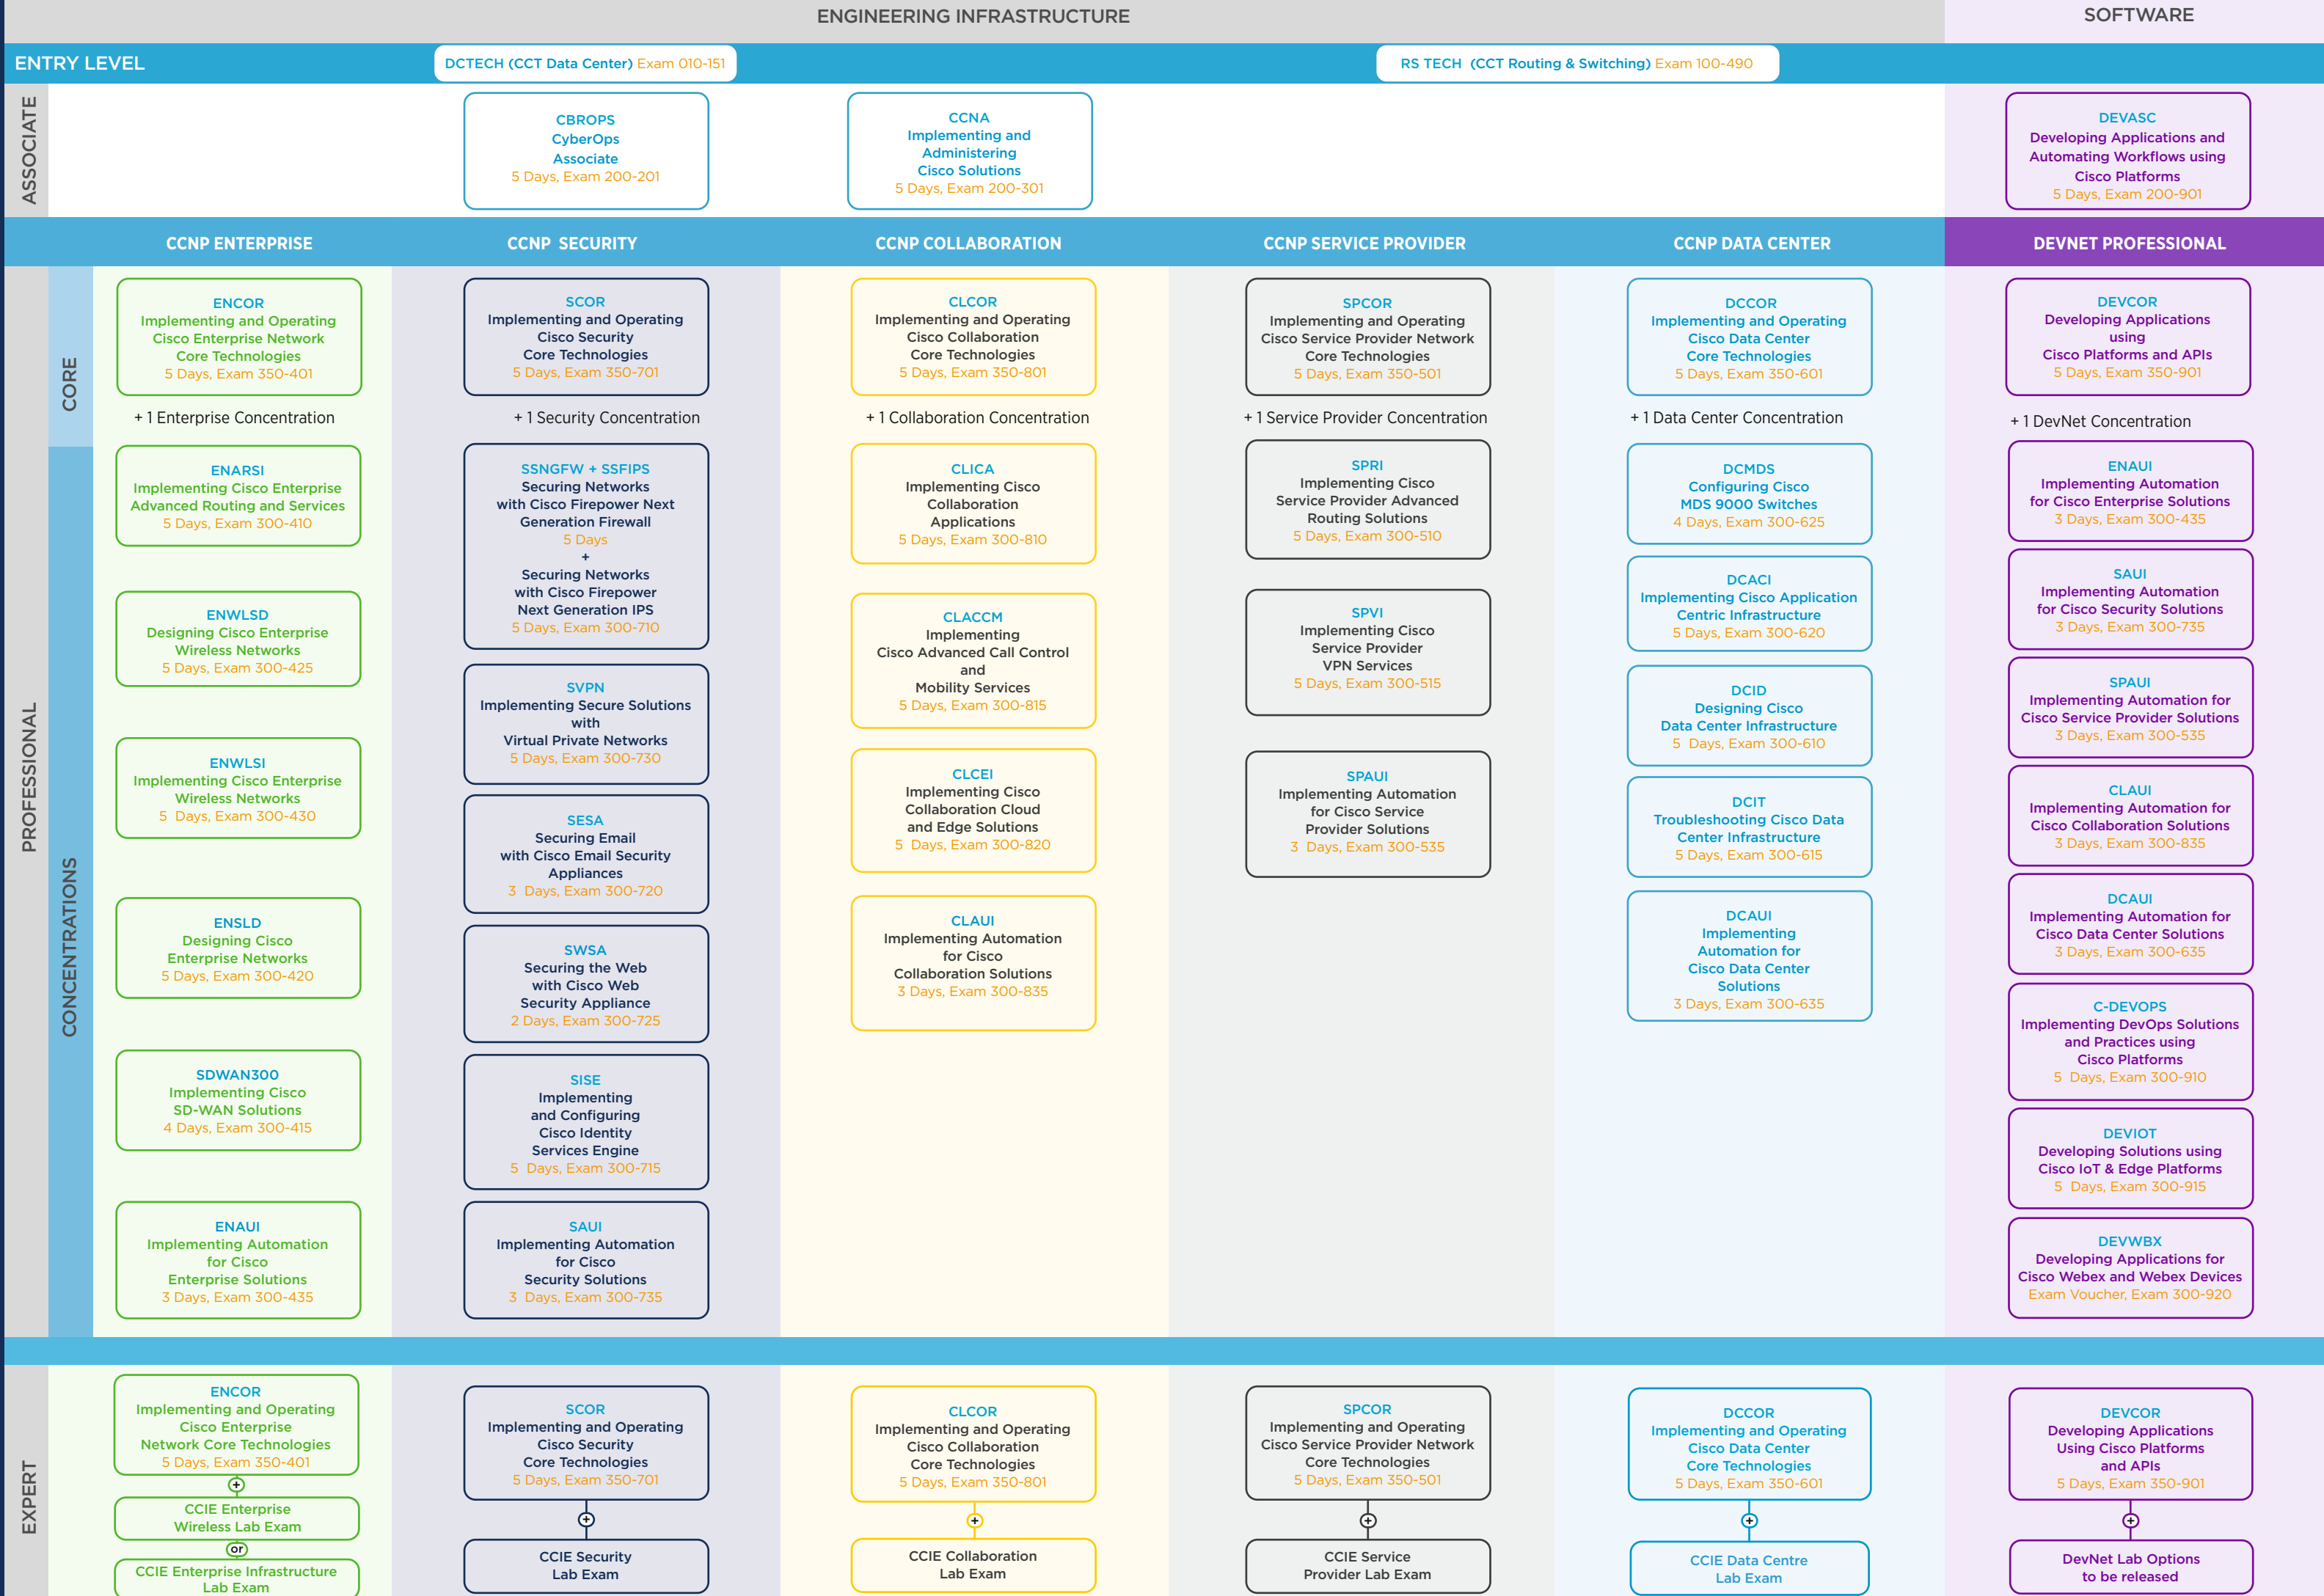 ENGINEERING INFRASTRUCTURE
SOFTWARE
ENTRY LEVEL
DCTECH (CCT Data Center) Exam 010-151
RS TECH (CCT Routing & Switching) Exam 100-490
ASSOCIATE
CBROPS
CyberOps
Associate
5 Days, Exam 200-201
CCNA
Implementing and
Administering
Cisco Solutions
5 Days, Exam 200-301
DEVASC
Developing Applications and
Automating Workflows using
Cisco Platforms
5 Days, Exam 200-901
CCNP ENTERPRISE
CCNP SECURITY
CCNP COLLABORATION
CCNP SERVICE PROVIDER
CCNP DATA CENTER
DEVNET PROFESSIONAL
PROFESSIONAL
CORE
CONCENTRATIONS
ENCOR
Implementing and Operating
Cisco Enterprise Network
Core Technologies
5 Days, Exam 350-401
+ 1 Enterprise Concentration
ENARSI
Implementing Cisco Enterprise
Advanced Routing and Services
5 Days, Exam 300-410
ENWLSD
Designing Cisco Enterprise
Wireless Networks
5 Days, Exam 300-425
ENWLSI
Implementing Cisco Enterprise
Wireless Networks
5 Days, Exam 300-430
ENSLD
Designing Cisco
Enterprise Networks
5 Days, Exam 300-420
SDWAN300
Implementing Cisco
SD-WAN Solutions
4 Days, Exam 300-415
ENAUI
Implementing Automation
for Cisco
Enterprise Solutions
3 Days, Exam 300-435
SCOR
Implementing and Operating
Cisco Security
Core Technologies
5 Days, Exam 350-701
+ 1 Security Concentration
SSNGFW + SSFIPS
Securing Networks
with Cisco Firepower Next
Generation Firewall
5 Days
+
Securing Networks
with Cisco Firepower
Next Generation IPS
5 Days, Exam 300-710
SVPN
Implementing Secure Solutions
with
Virtual Private Networks
5 Days, Exam 300-730
SESA
Securing Email
with Cisco Email Security
Appliances
3 Days, Exam 300-720
SWSA
Securing the Web
with Cisco Web
Security Appliance
2 Days, Exam 300-725
SISE
Implementing
and Configuring
Cisco Identity
Services Engine
5 Days, Exam 300-715
SAUI
Implementing Automation
for Cisco
Security Solutions
3 Days, Exam 300-735
CLCOR
Implementing and Operating
Cisco Collaboration
Core Technologies
5 Days, Exam 350-801
+ 1 Collaboration Concentration
CLICA
Implementing Cisco
Collaboration
Applications
5 Days, Exam 300-810
CLACCM
Implementing
Cisco Advanced Call Control
and
Mobility Services
5 Days, Exam 300-815
CLCEI
Implementing Cisco
Collaboration Cloud
and Edge Solutions
5 Days, Exam 300-820
CLAUI
Implementing Automation
for Cisco
Collaboration Solutions
3 Days, Exam 300-835
SPCOR
Implementing and Operating
Cisco Service Provider Network
Core Technologies
5 Days, Exam 350-501
+ 1 Service Provider Concentration
SPRI
Implementing Cisco
Service Provider Advanced
Routing Solutions
5 Days, Exam 300-510
SPVI
Implementing Cisco
Service Provider
VPN Services
5 Days, Exam 300-515
SPAUI
Implementing Automation
for Cisco Service
Provider Solutions
3 Days, Exam 300-535
DCCOR
Implementing and Operating
Cisco Data Center
Core Technologies
5 Days, Exam 350-601
+ 1 Data Center Concentration
DCMDS
Configuring Cisco
MDS 9000 Switches
4 Days, Exam 300-625
DCACI
Implementing Cisco Application
Centric Infrastructure
5 Days, Exam 300-620
DCID
Designing Cisco
Data Center Infrastructure
5 Days, Exam 300-610
DCIT
Troubleshooting Cisco Data
Center Infrastructure
5 Days, Exam 300-615
DCAUI
Implementing
Automation for
Cisco Data Center
Solutions
3 Days, Exam 300-635
DEVCOR
Developing Applications
using
Cisco Platforms and APIs
5 Days, Exam 350-901
+ 1 DevNet Concentration
ENAUI
Implementing Automation
for Cisco Enterprise Solutions
3 Days, Exam 300-435
SAUI
Implementing Automation
for Cisco Security Solutions
3 Days, Exam 300-735
SPAUI
Implementing Automation for
Cisco Service Provider Solutions
3 Days, Exam 300-535
CLAUI
Implementing Automation for
Cisco Collaboration Solutions
3 Days, Exam 300-835
DCAUI
Implementing Automation for
Cisco Data Center Solutions
3 Days, Exam 300-635
C-DEVOPS
Implementing DevOps Solutions
and Practices using
Cisco Platforms
5 Days, Exam 300-910
DEVIOT
Developing Solutions using
Cisco IoT & Edge Platforms
5 Days, Exam 300-915
DEVWBX
Developing Applications for
Cisco Webex and Webex Devices
Exam Voucher, Exam 300-920
EXPERT
ENCOR
Implementing and Operating
Cisco Enterprise
Network Core Technologies
5 Days, Exam 350-401
+
CCIE Enterprise
Wireless Lab Exam
or
CCIE Enterprise Infrastructure
Lab Exam
SCOR
Implementing and Operating
Cisco Security
Core Technologies
5 Days, Exam 350-701
+
CCIE Security
Lab Exam
CLCOR
Implementing and Operating
Cisco Collaboration
Core Technologies
5 Days, Exam 350-801
+
CCIE Collaboration
Lab Exam
SPCOR
Implementing and Operating
Cisco Service Provider Network
Core Technologies
5 Days, Exam 350-501
+
CCIE Service
Provider Lab Exam
DCCOR
Implementing and Operating
Cisco Data Center
Core Technologies
5 Days, Exam 350-601
+
CCIE Data Centre
Lab Exam
DEVCOR
Developing Applications
Using Cisco Platforms
and APIs
5 Days, Exam 350-901
+
DevNet Lab Options
to be released